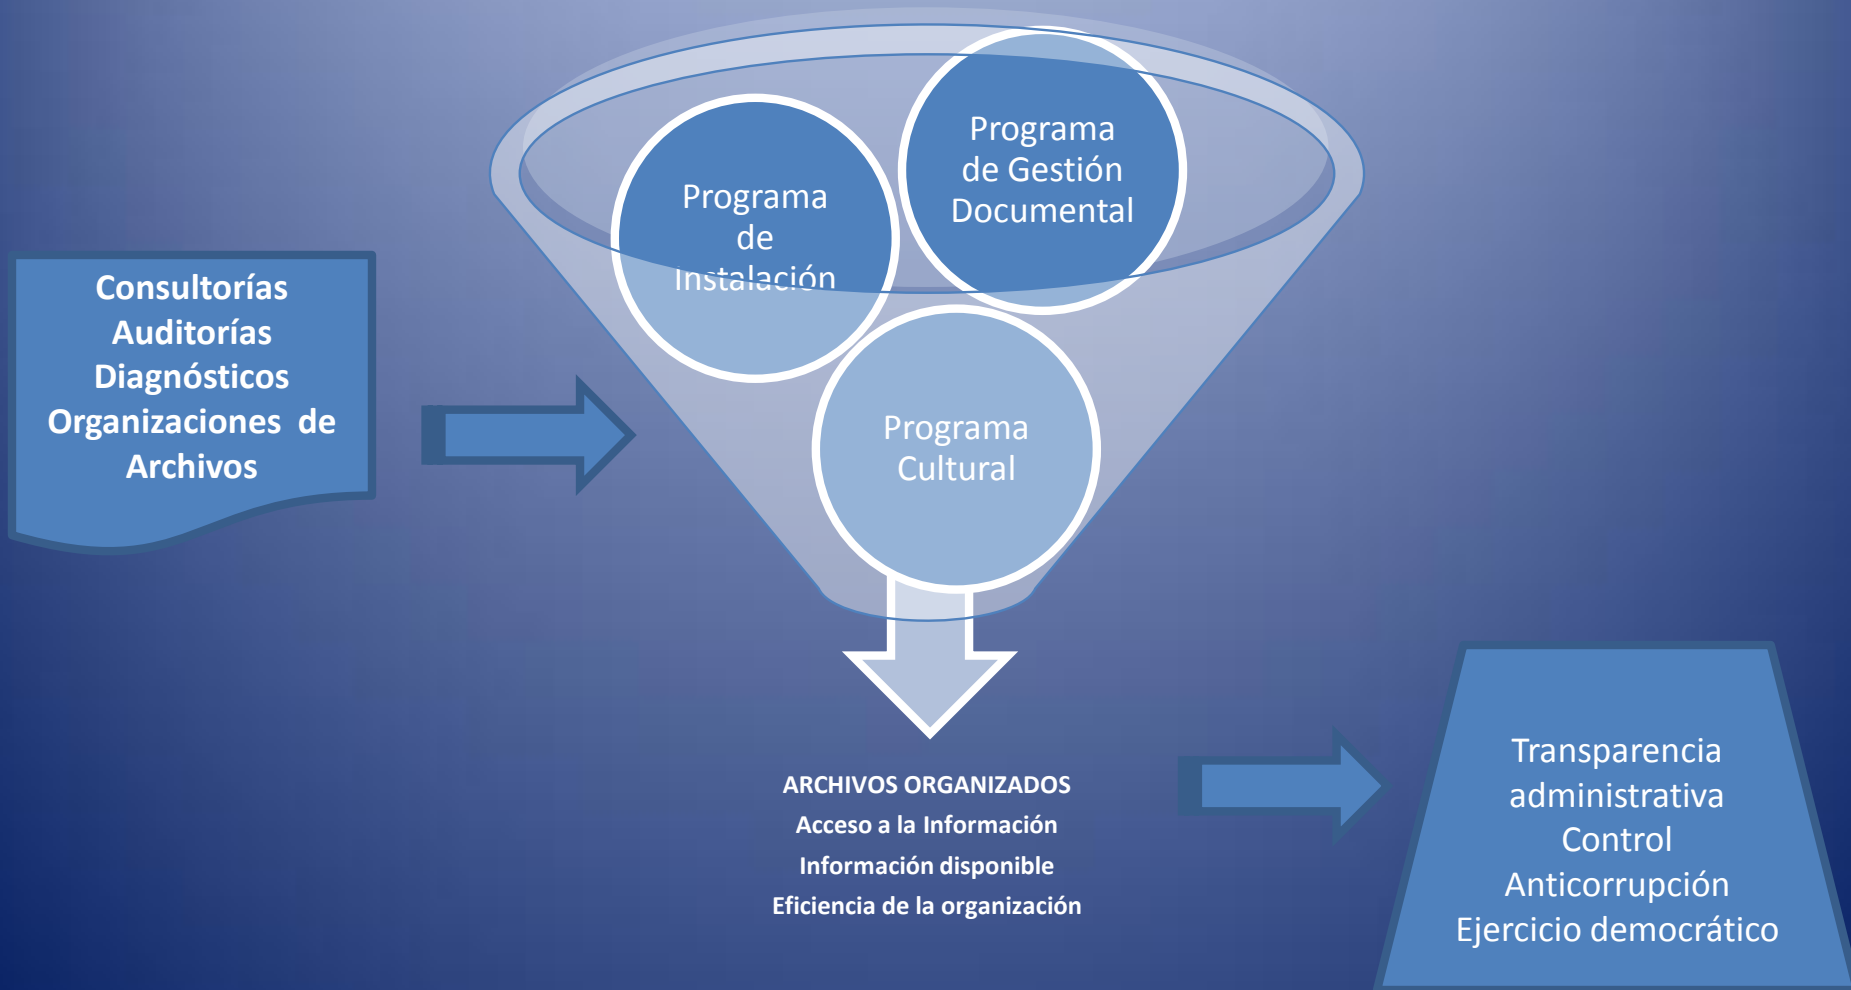 Consultorías
Auditorías
Diagnósticos
Organizaciones de
Archivos
Programa
de
Instalación
Programa
de Gestión
Documental
Programa
Cultural
ARCHIVOS ORGANIZADOS
Acceso a la Información
Información disponible
Eficiencia de la organización
Transparencia
administrativa
Control
Anticorrupción
Ejercicio democrático